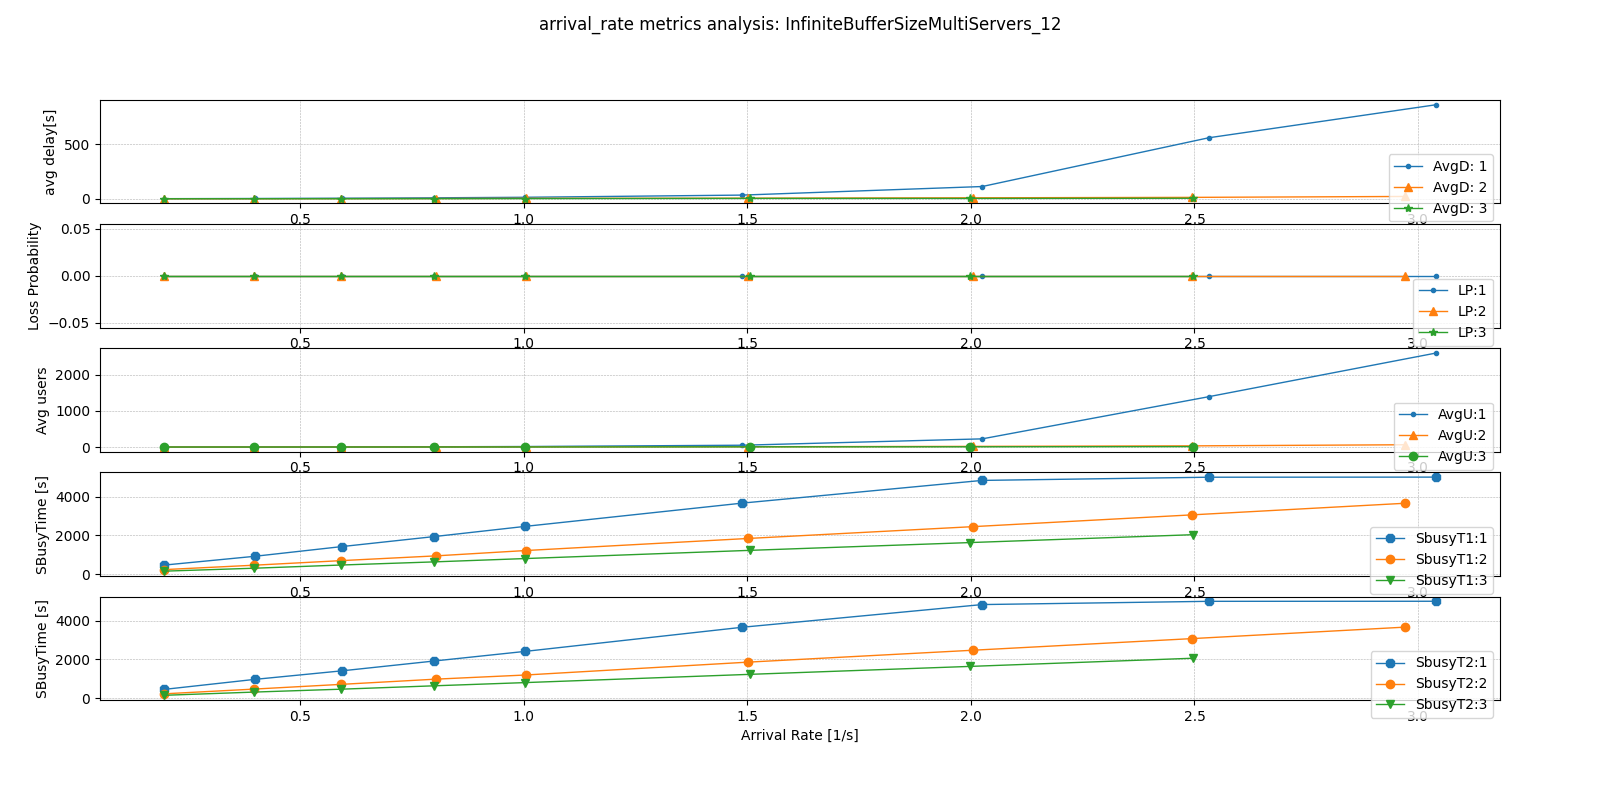 arrival_rate metrics analysis: InfiniteBufferSizeMultiServers_12
avg delay[s]
500
0
0.5 1.0 1.5 2.0 2.5 3.0
AvgD: 1
AvgD: 2
AvgD: 3
Loss Probability
0.05
0.00
−0.05
0.5 1.0 1.5 2.0 2.5 3.0
LP:1
LP:2
LP:3
Avg users
2000
1000
0
0.5 1.0 1.5 2.0 2.5 3.0
AvgU:1
AvgU:2
AvgU:3
SBusyTime [s]
4000
2000
0
0.5 1.0 1.5 2.0 2.5 3.0
SbusyT1:1
SbusyT1:2
SbusyT1:3
SBusyTime [s]
4000
2000
0
0.5 1.0 1.5 2.0 2.5 3.0
SbusyT2:1
SbusyT2:2
SbusyT2:3
Arrival Rate [1/s]